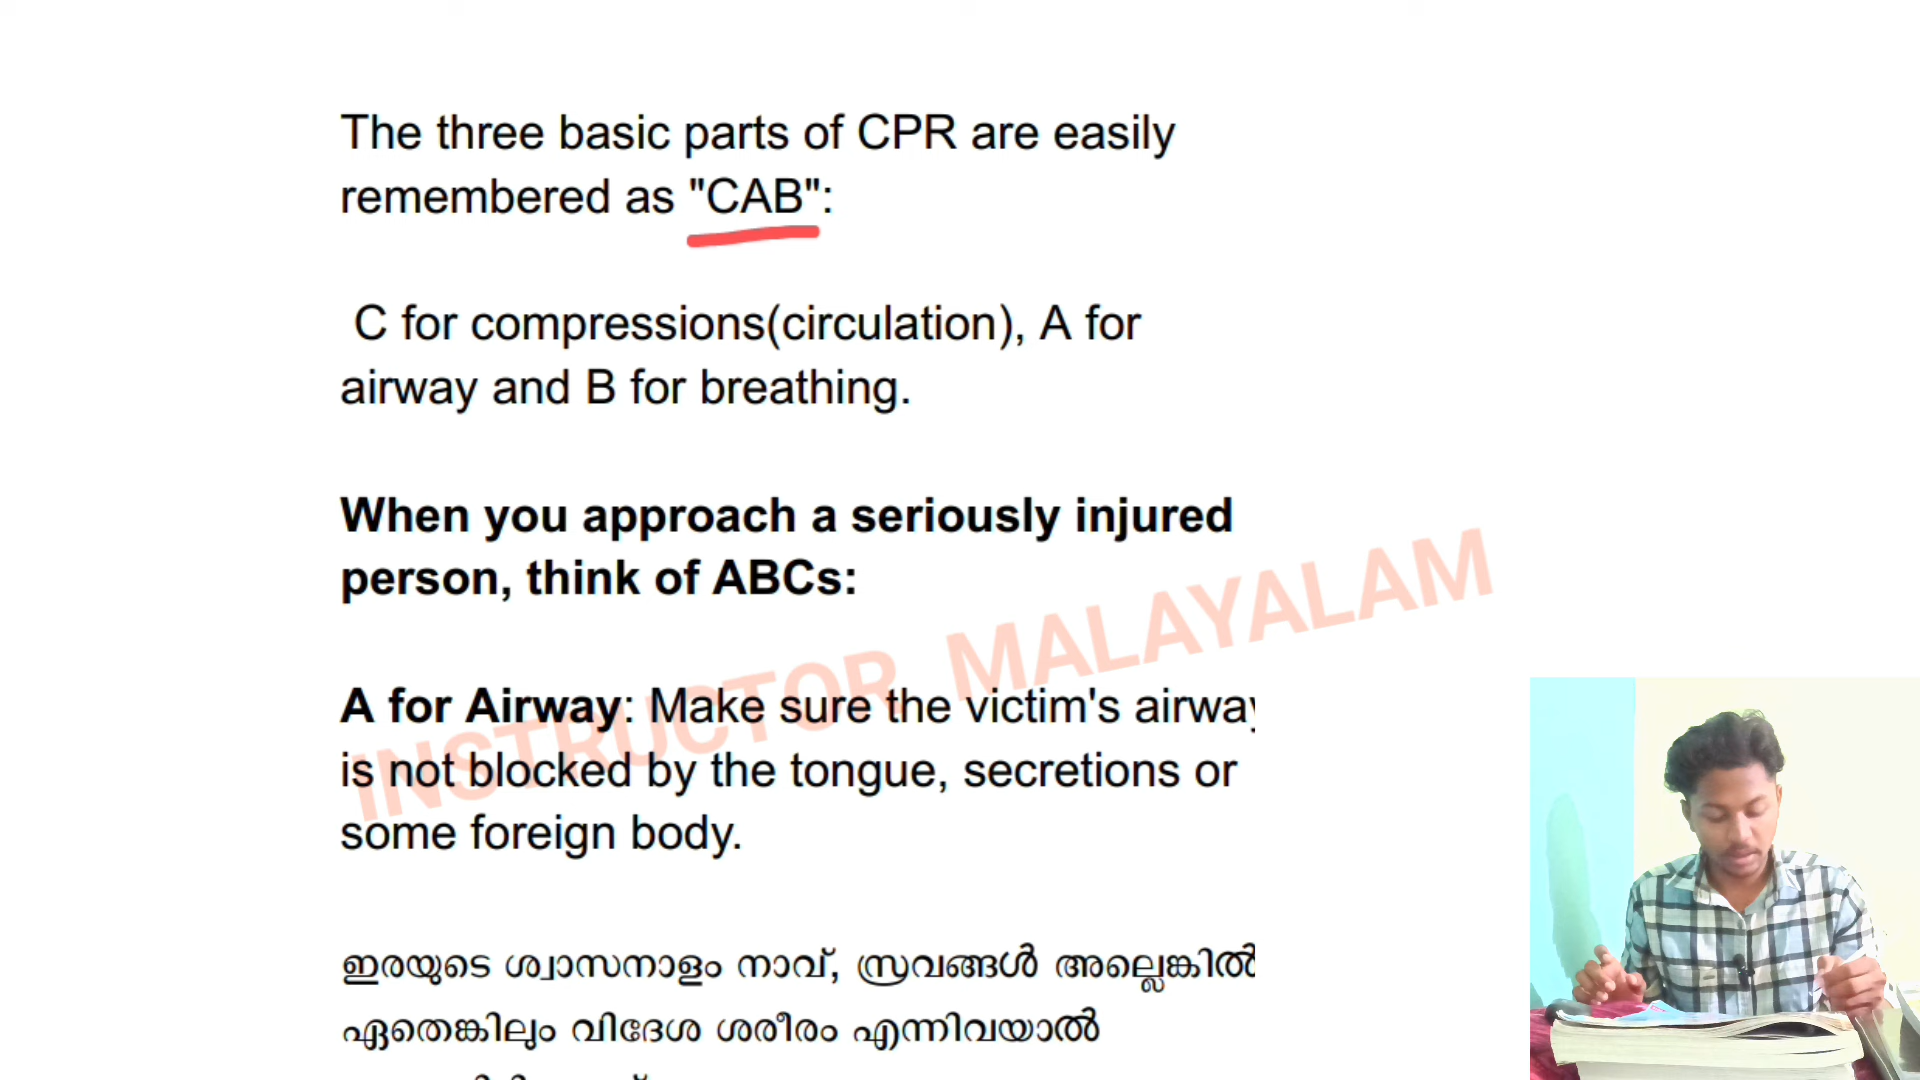 The three basic parts of CPR are easily
remembered as "CAB":
C for compressions(circulation), A for
airway and B for breathing.
When you approach a seriously injured
person, think of ABCs:
INSTRUCTOR MALAYALAM
A for Airway: Make sure the victim's airway
is not blocked by the tongue, secretions or
some foreign body.
ഇരയുടെ ശ്വാസനാളം നാവ്, സ്രവങ്ങൾ അല്ലെങ്കിൽ
ഏതെങ്കിലും വിദേശ ശരീരം എന്നിവയാൽ